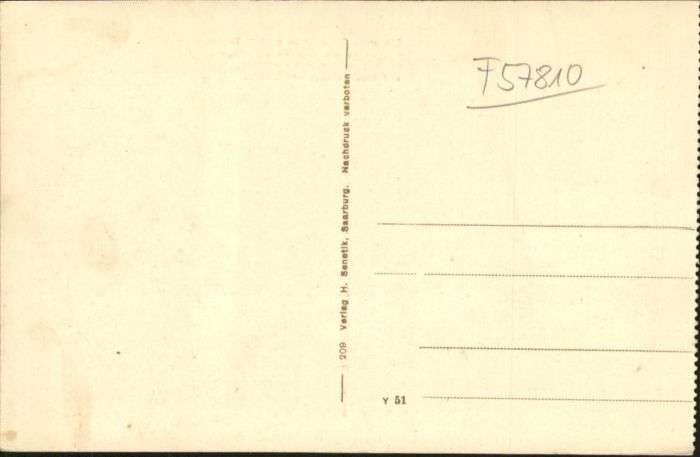 F57810
209 Verlag H. Senetik, Saarburg. Nachdruck verboten
Y 51